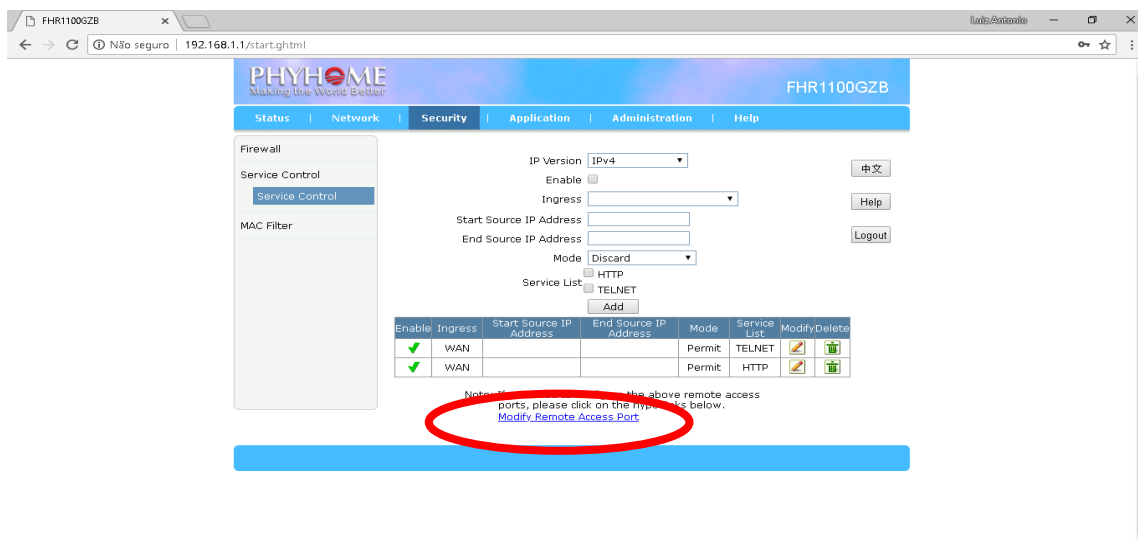 FHR1100GZB
Luiz Antonio
Não seguro | 192.168.1.1/start.ghtml
PHYHOME
Making the World Better
FHR1100GZB
Status | Network | Security | Application | Administration | Help
Firewall
Service Control
Service Control
MAC Filter
IP Version IPv4
Enable
Ingress
Start Source IP Address
End Source IP Address
Mode Discard
Service List
HTTP
TELNET
Add
中文
Help
Logout
Enable Ingress Start Source IP Address End Source IP Address Mode Service List Modify Delete
WAN Permit TELNET
WAN Permit HTTP
the above remote access
ports, please click on the hyperlinks below.
Modify Remote Access Port